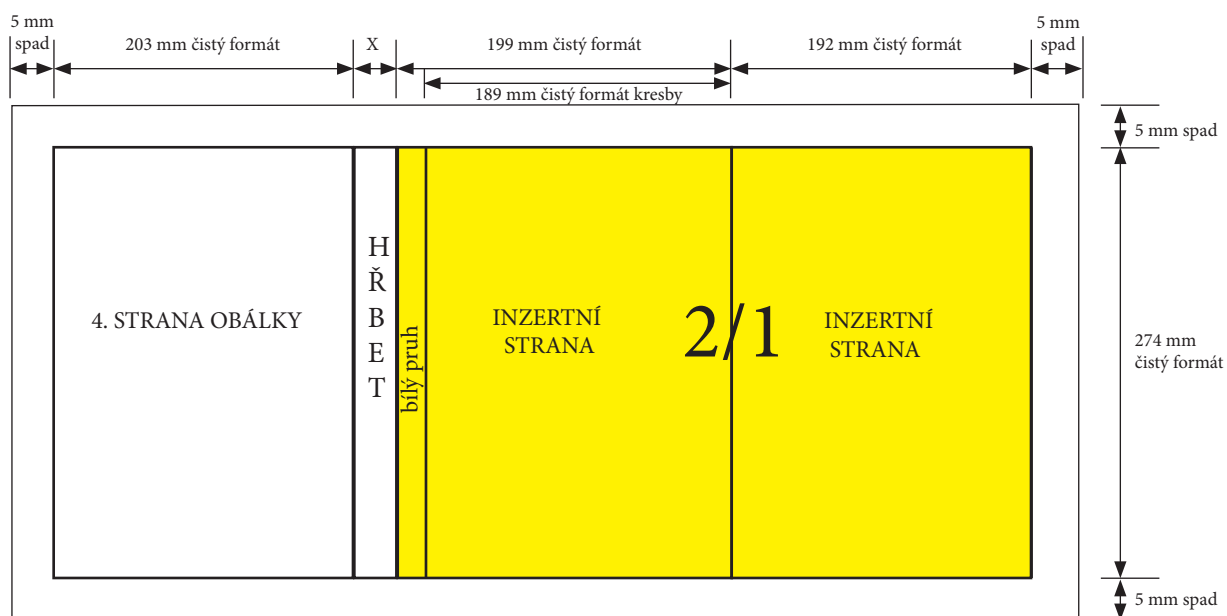 5 mm
spad
203 mm čistý formát
X
199 mm čistý formát
192 mm čistý formát
5 mm
spad
189 mm čistý formát kresby
5 mm spad
4. STRANA OBÁLKY
H
Ř
B
E
T
bílý pruh
INZERTNÍ
STRANA
2/1
INZERTNÍ
STRANA
274 mm
čistý formát
5 mm spad